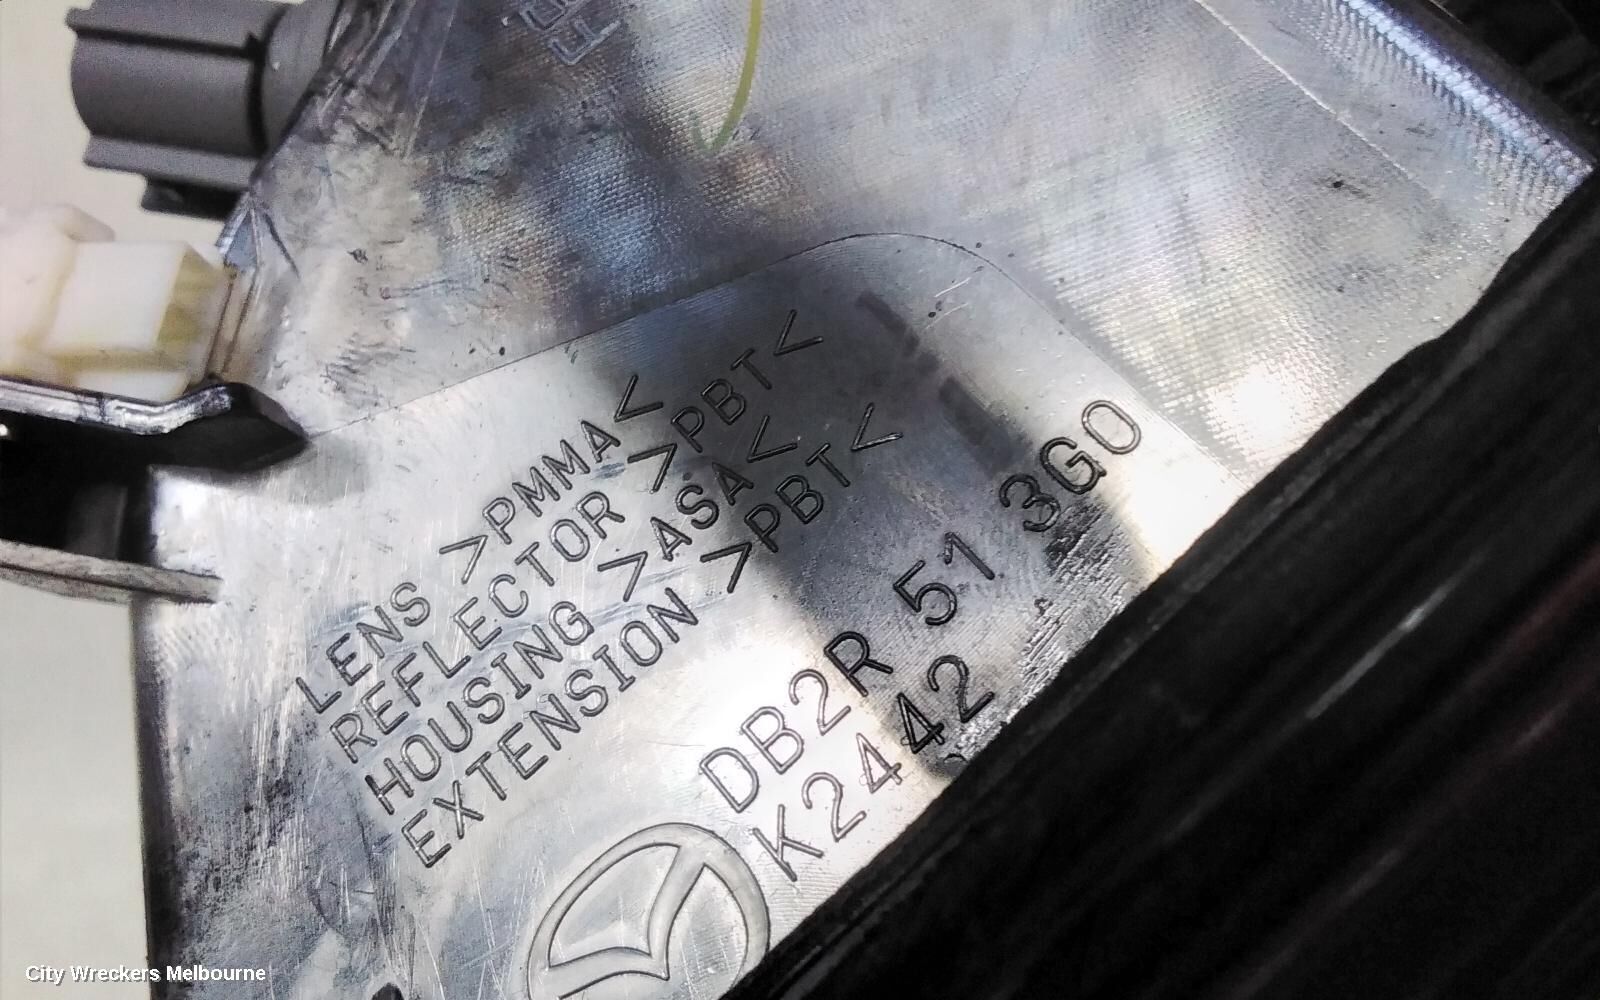 LENS >PMMA<
REFLECTOR >PBT<
HOUSING >ASA<
EXTENSION >PBT<
DB2R 51 3G0
K2442
City Wreckers Melbourne